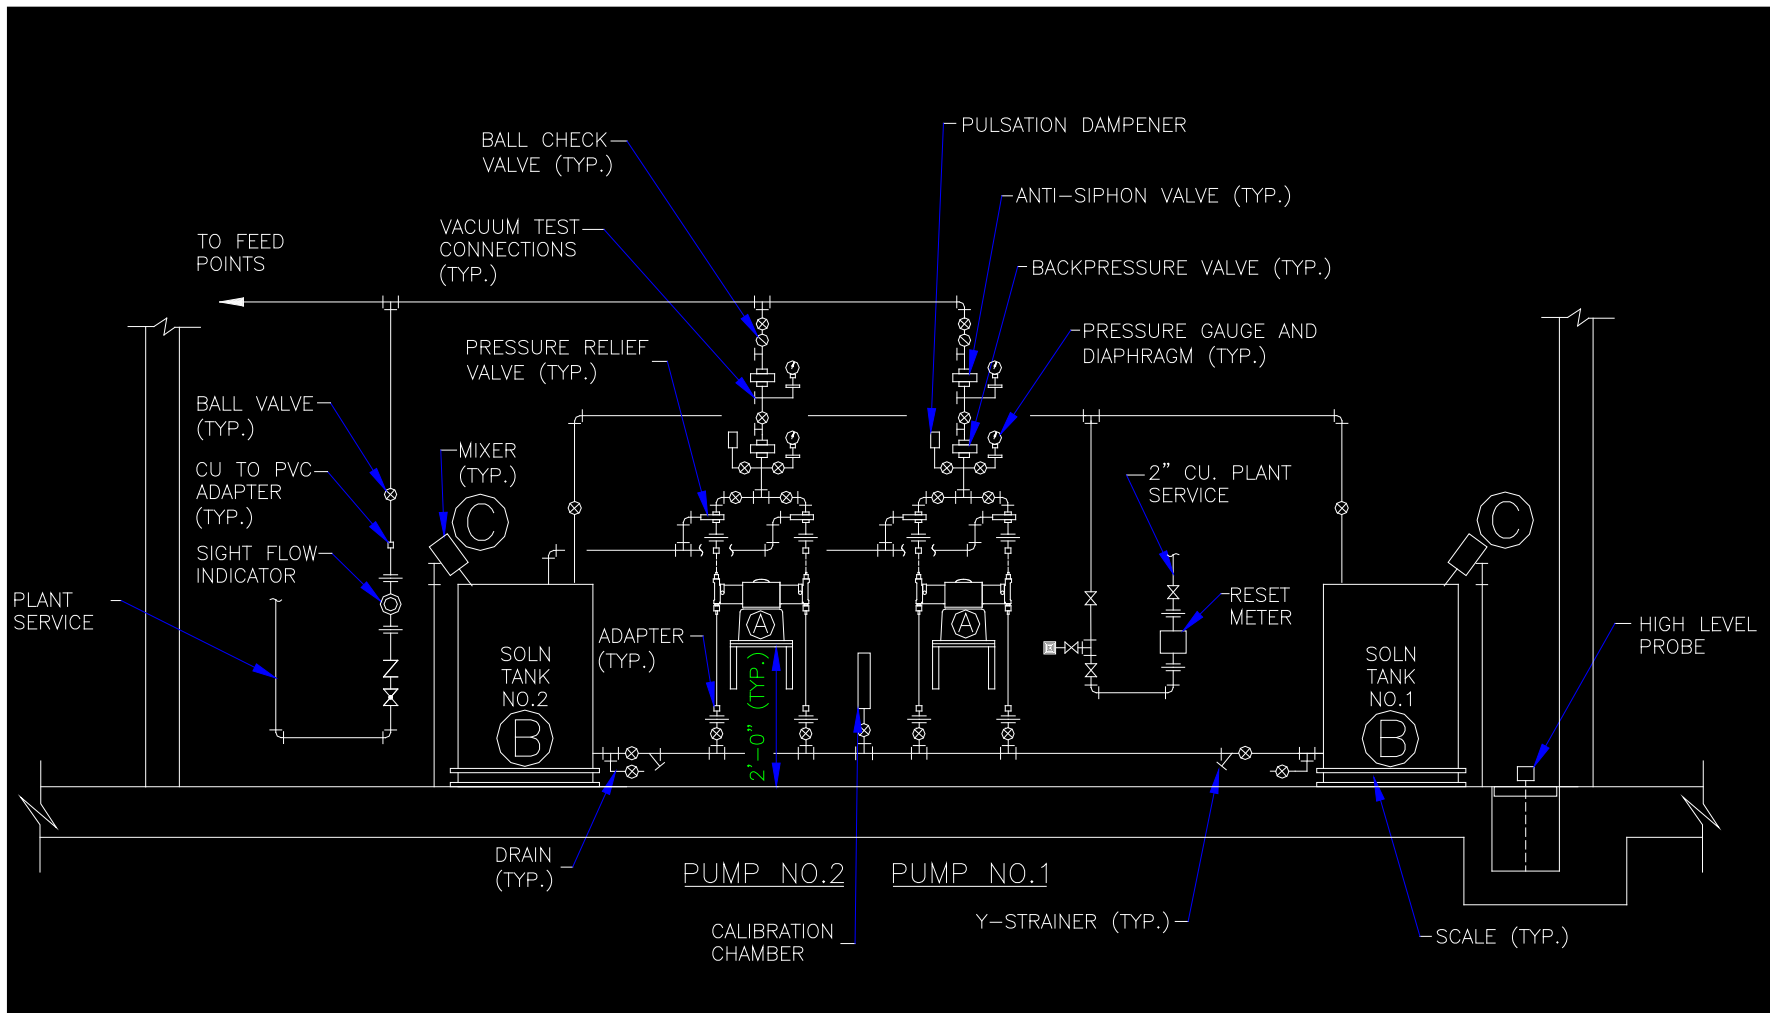 PULSATION DAMPENER
BALL CHECK
VALVE (TYP.)
ANTI-SIPHON VALVE (TYP.)
VACUUM TEST
CONNECTIONS
(TYP.)
TO FEED
POINTS
BACKPRESSURE VALVE (TYP.)
PRESSURE GAUGE AND
DIAPHRAGM (TYP.)
PRESSURE RELIEF
VALVE (TYP.)
BALL VALVE
(TYP.)
MIXER
(TYP.)
CU TO PVC
ADAPTER
(TYP.)
2" CU. PLANT
SERVICE
C
C
SIGHT FLOW
INDICATOR
PLANT
SERVICE
RESET
METER
A
A
ADAPTER
(TYP.)
HIGH LEVEL
PROBE
SOLN
TANK
NO.2
B
SOLN
TANK
NO.1
B
2'-0" (TYP.)
DRAIN
(TYP.)
PUMP NO.2
PUMP NO.1
Y-STRAINER (TYP.)
CALIBRATION
CHAMBER
SCALE (TYP.)